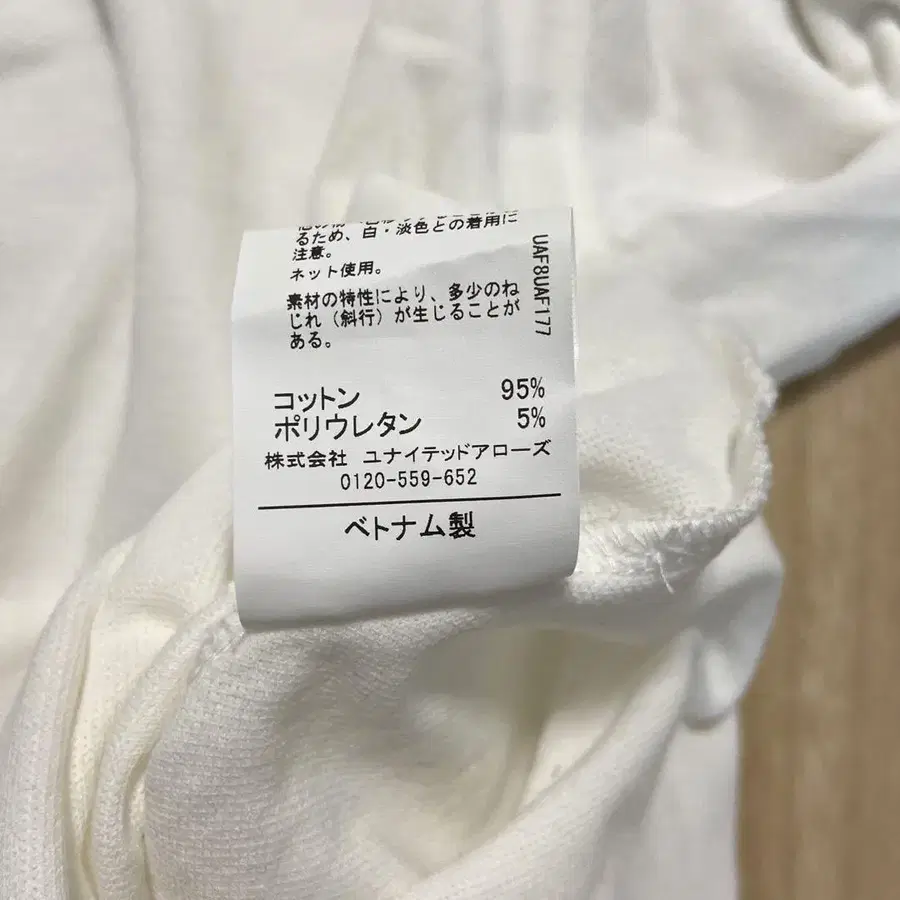 るため、白・淡色との着用に
注意。
ネット使用。
素材の特性により、多少のね
じれ（斜行）が生じることが
ある。
コットン 95%
ポリウレタン 5%
株式会社 ユナイテッドアローズ
0120-559-652
ベトナム製
UAF8UAF177